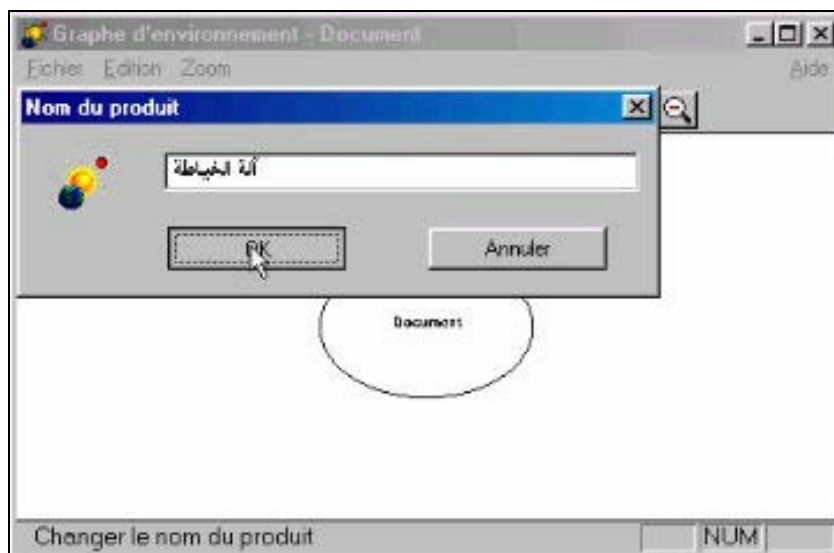 Graphe d'environnement - Document
Fichier Edition Zoom Aide
Nom du produit
ألة الخياطة
OK Annuler
Document
Changer le nom du produit NUM